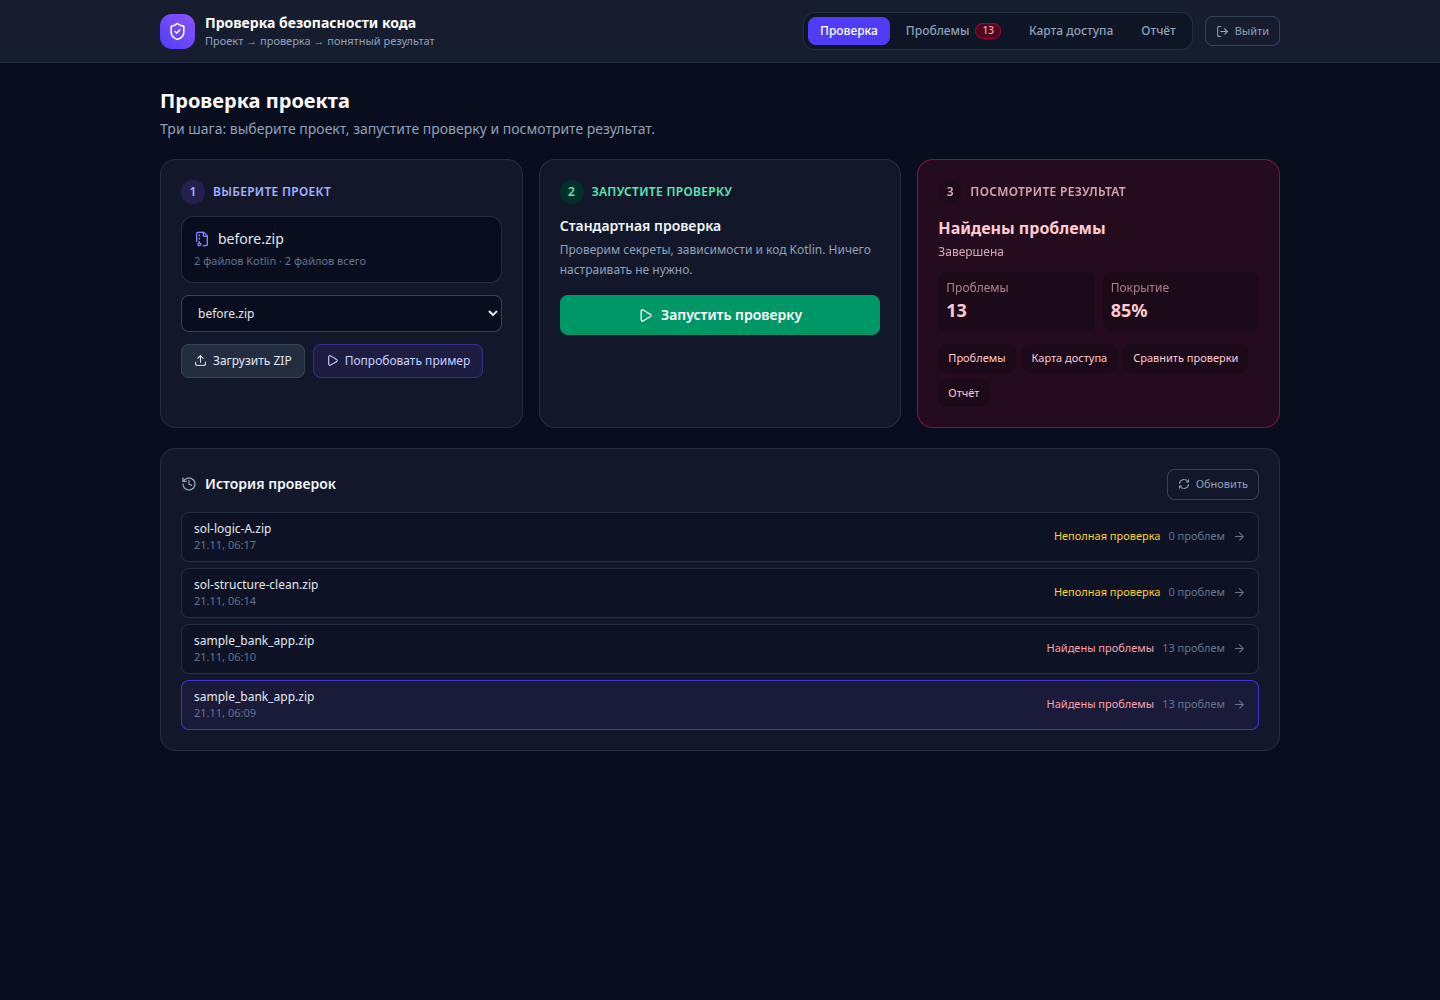 Проверка безопасности кода
Проект → проверка → понятный результат
Проверка
Проблемы 13
Карта доступа
Отчёт
Выйти
Проверка проекта
Три шага: выберите проект, запустите проверку и посмотрите результат.
1 ВЫБЕРИТЕ ПРОЕКТ
before.zip
2 файлов Kotlin · 2 файлов всего
before.zip
Загрузить ZIP
Попробовать пример
2 ЗАПУСТИТЕ ПРОВЕРКУ
Стандартная проверка
Проверим секреты, зависимости и код Kotlin. Ничего
настраивать не нужно.
Запустить проверку
3 ПОСМОТРИТЕ РЕЗУЛЬТАТ
Найдены проблемы
Завершена
Проблемы
13
Покрытие
85%
Проблемы
Карта доступа
Сравнить проверки
Отчёт
История проверок
Обновить
sol-logic-A.zip
21.11, 06:17
Неполная проверка 0 проблем
sol-structure-clean.zip
21.11, 06:14
Неполная проверка 0 проблем
sample_bank_app.zip
21.11, 06:10
Найдены проблемы 13 проблем
sample_bank_app.zip
21.11, 06:09
Найдены проблемы 13 проблем